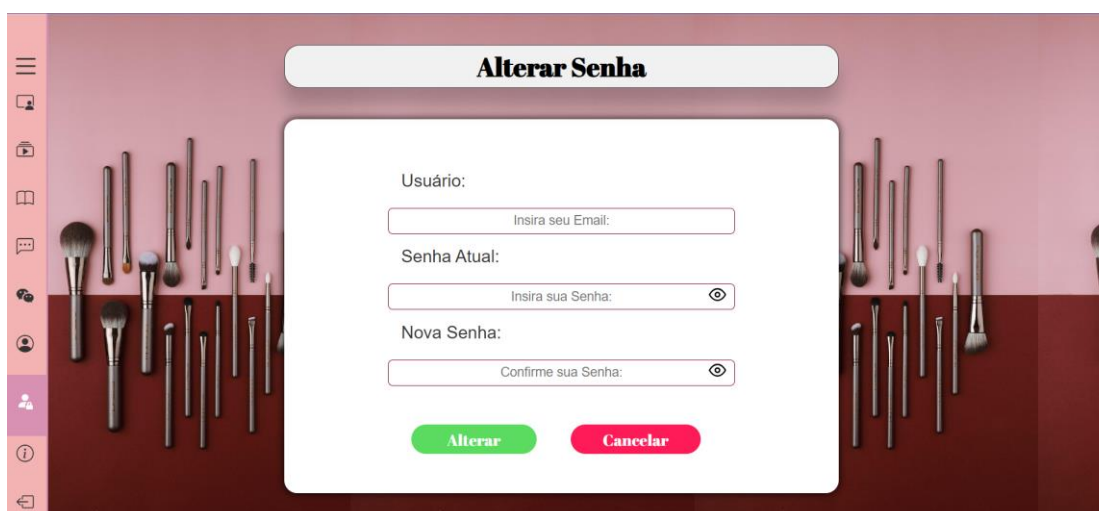 Alterar Senha
Usuário:
Insira seu Email:
Senha Atual:
Insira sua Senha:
Nova Senha:
Confirme sua Senha:
Alterar
Cancelar